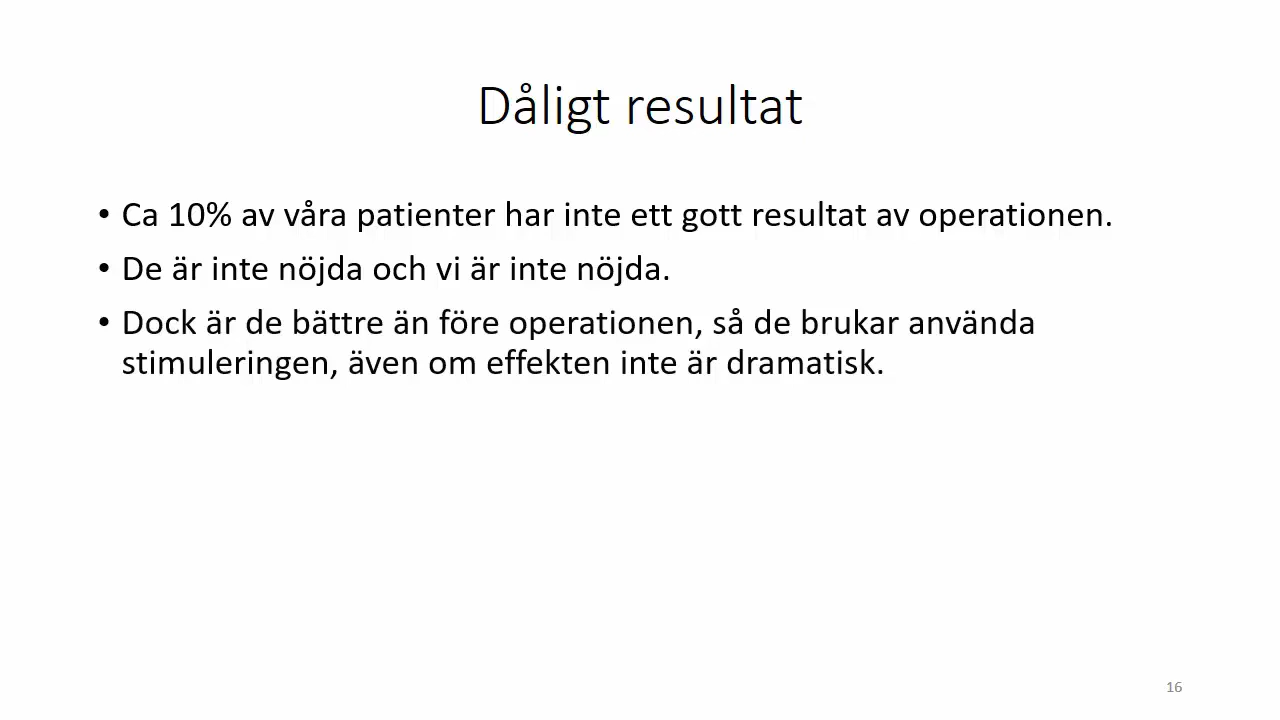 Dåligt resultat
• Ca 10% av våra patienter har inte ett gott resultat av operationen.
• De är inte nöjda och vi är inte nöjda.
• Dock är de bättre än före operationen, så de brukar använda
stimuleringen, även om effekten inte är dramatisk.
16